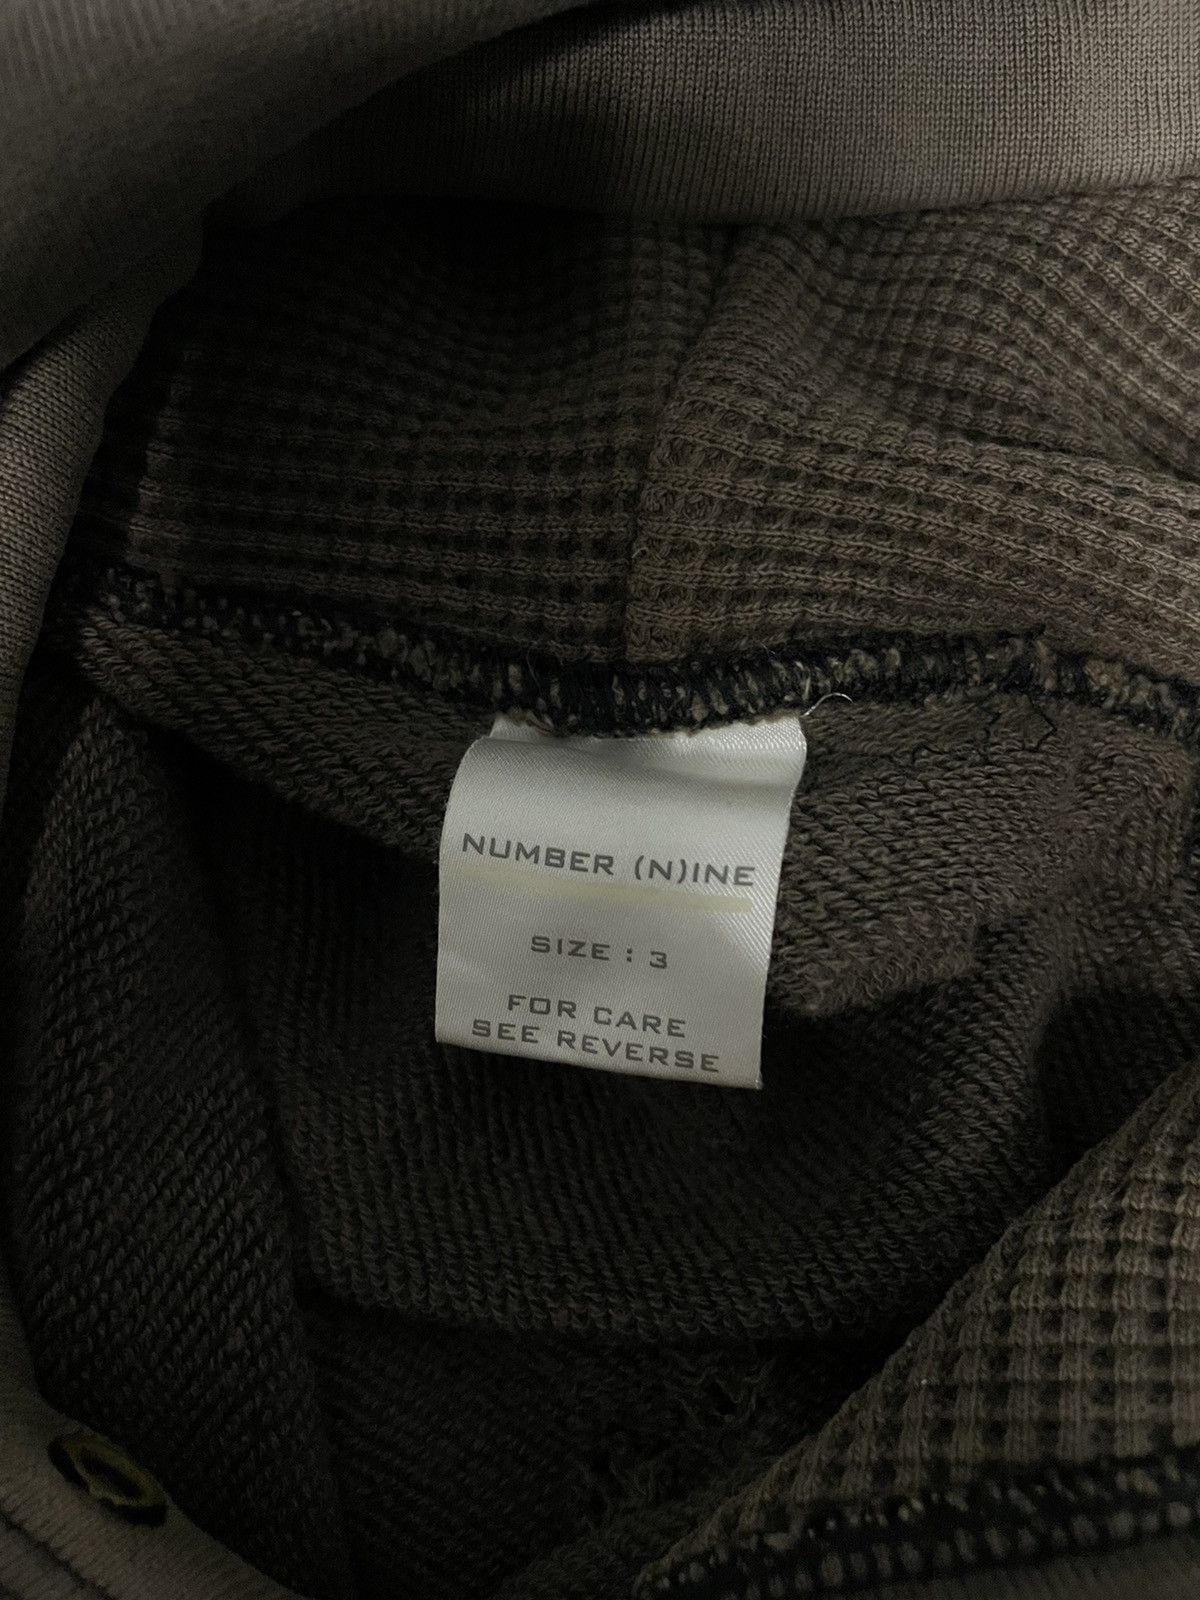 NUMBER (N)INE
SIZE : 3
FOR CARE
SEE REVERSE